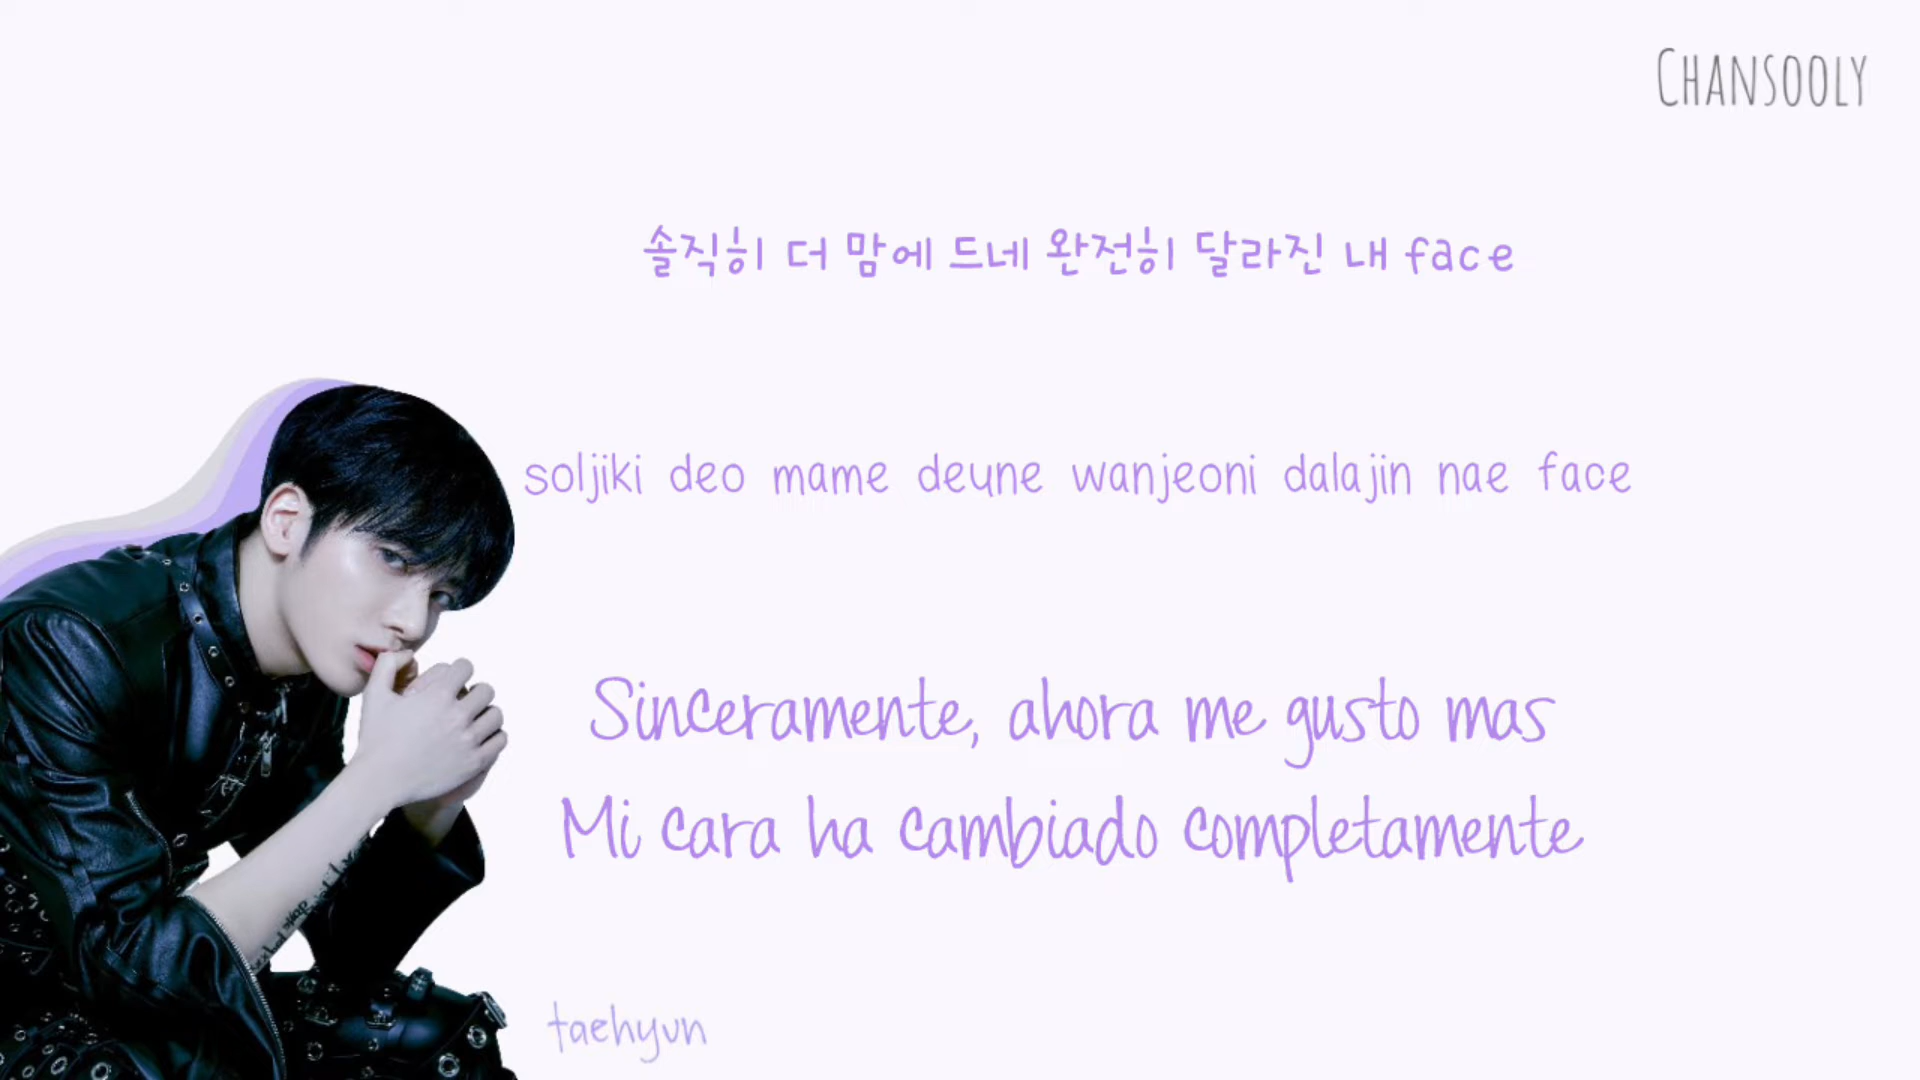 CHANSOOLY
솔직히 더 맘에 드네 완전히 달라진 내 face
soljiki deo mame deune wanjeoni dalajin nae face
Sinceramente, ahora me gusto mas
Mi cara ha cambiado completamente
taehyun